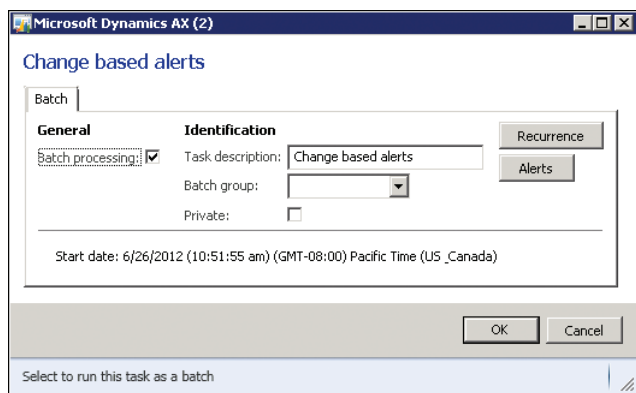 Microsoft Dynamics AX (2)
Change based alerts
Batch
General
Batch processing:
Identification
Task description: Change based alerts
Batch group:
Private:
Recurrence
Alerts
Start date: 6/26/2012 (10:51:55 am) (GMT-08:00) Pacific Time (US _Canada)
OK
Cancel
Select to run this task as a batch